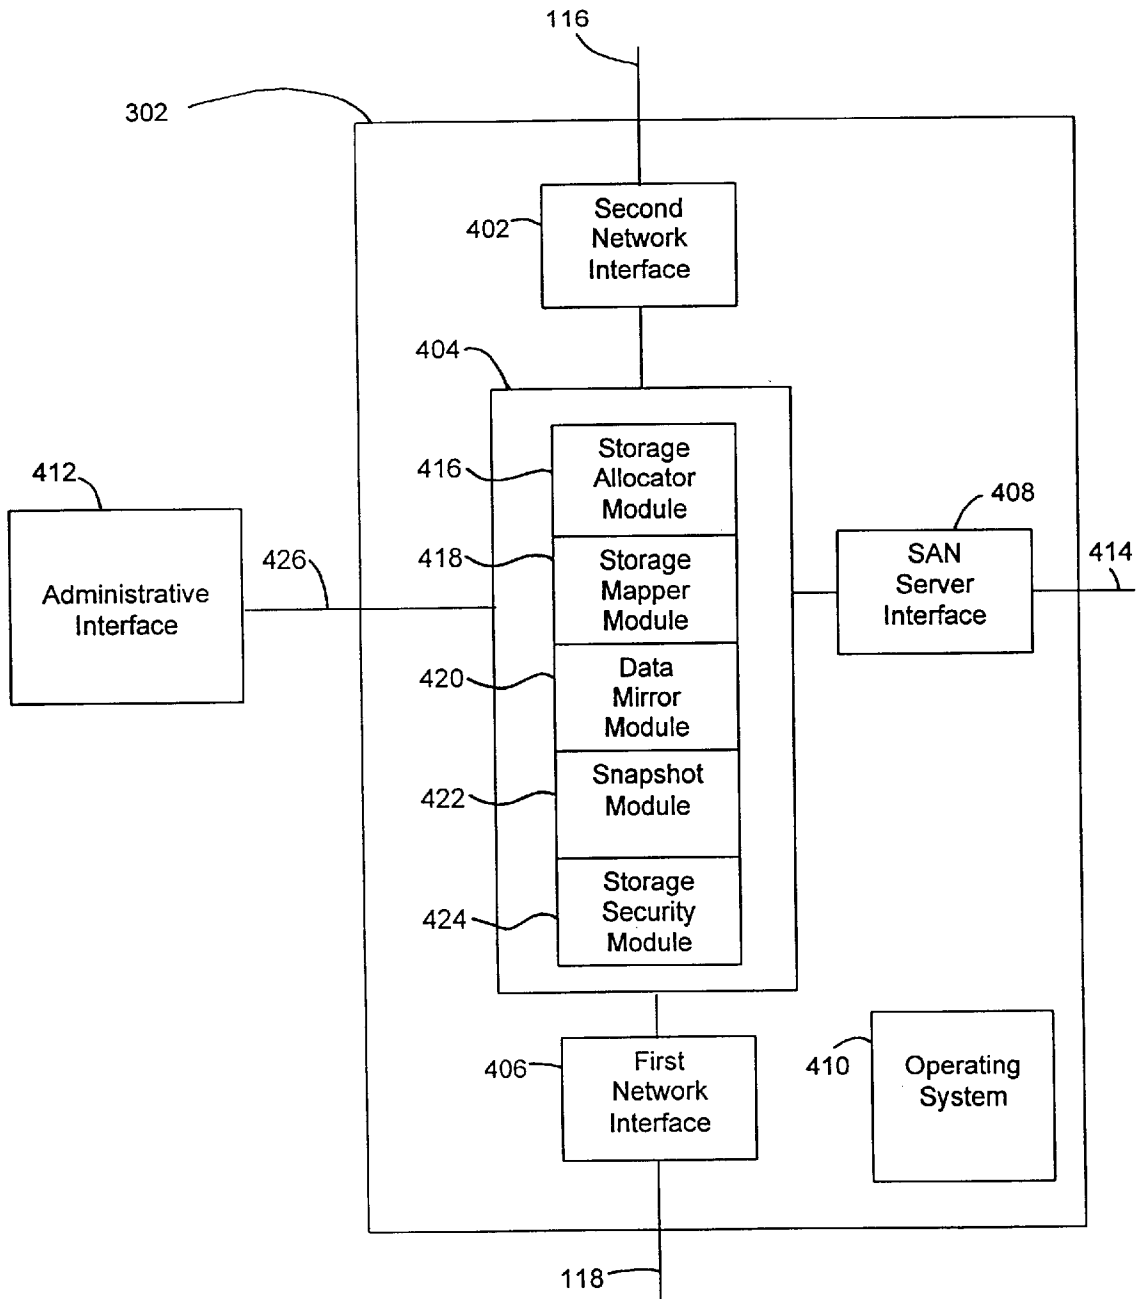 116
302
402
Second
Network
Interface
404
416
Storage
Allocator
Module
412
Administrative
Interface
426
418
Storage
Mapper
Module
408
SAN
Server
Interface
414
420
Data
Mirror
Module
422
Snapshot
Module
424
Storage
Security
Module
406
First
Network
Interface
410
Operating
System
118